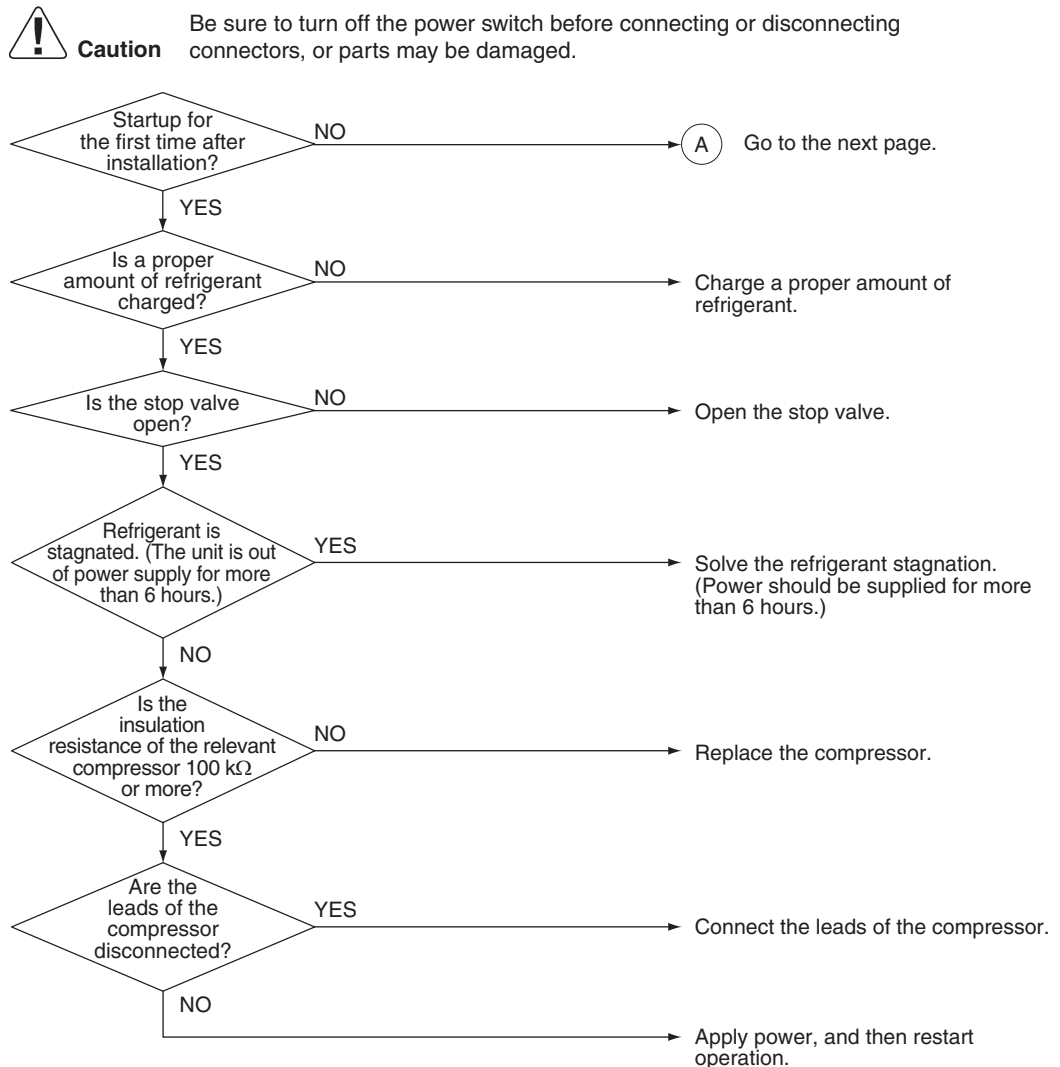 Be sure to turn off the power switch before connecting or disconnecting
Caution connectors, or parts may be damaged.
Startup for
the first time after
installation?
NO
A
Go to the next page.
YES
Is a proper
amount of refrigerant
charged?
NO
Charge a proper amount of
refrigerant.
YES
Is the stop valve
open?
NO
Open the stop valve.
YES
Refrigerant is
stagnated. (The unit is out
of power supply for more
than 6 hours.)
YES
Solve the refrigerant stagnation.
(Power should be supplied for more
than 6 hours.)
NO
Is the
insulation
resistance of the relevant
compressor 100 kΩ
or more?
NO
Replace the compressor.
YES
Are the
leads of the
compressor
disconnected?
YES
Connect the leads of the compressor.
NO
Apply power, and then restart
operation.